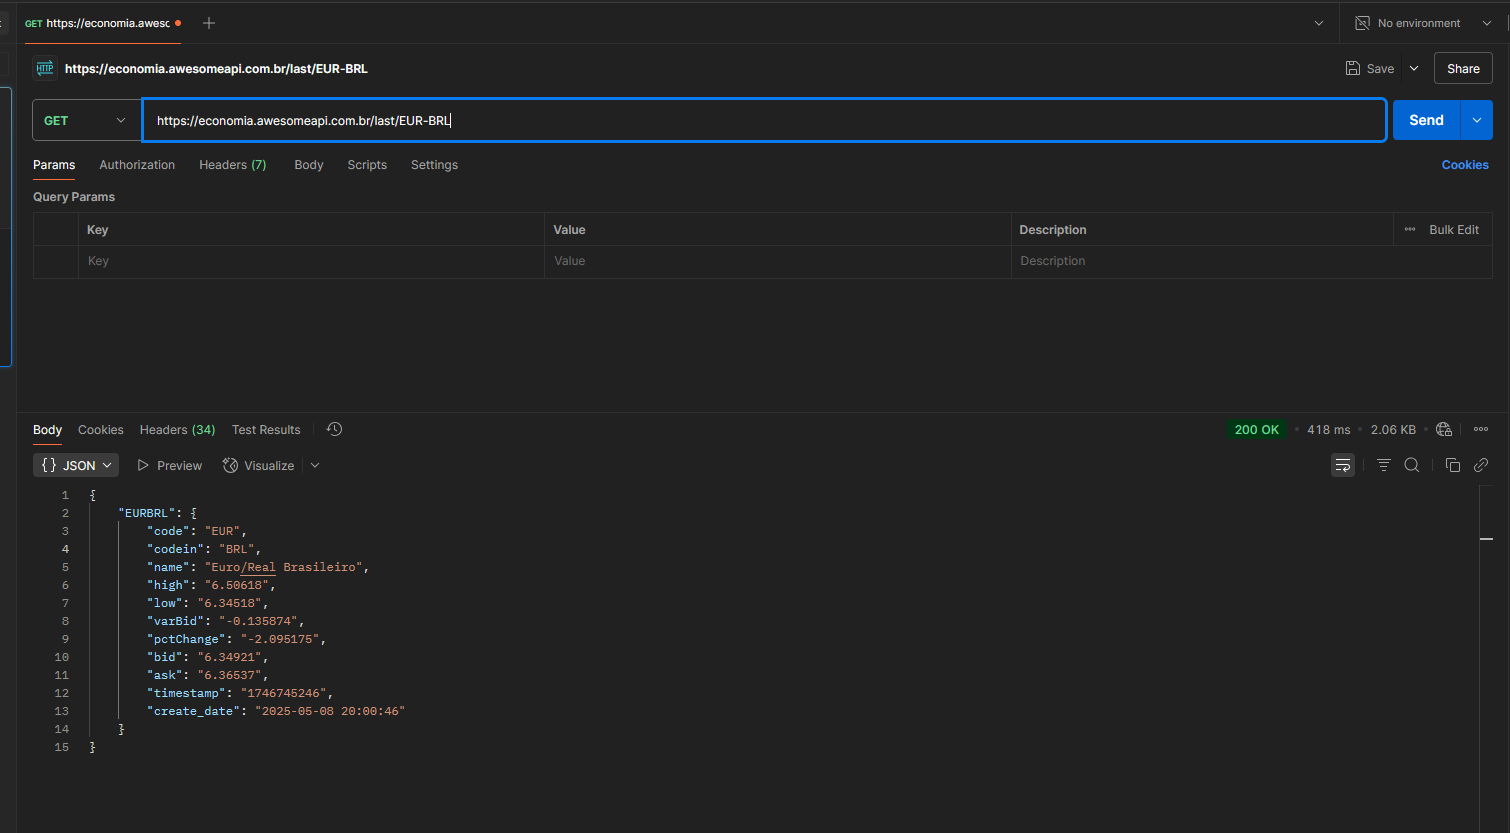 GET https://economia.awesc
No environment
HTTP https://economia.awesomeapi.com.br/last/EUR-BRL
Save
Share
GET
https://economia.awesomeapi.com.br/last/EUR-BRL
Send
Params Authorization Headers (7) Body Scripts Settings
Cookies
Query Params
Key Value Description Bulk Edit
Key Value Description
Body Cookies Headers (34) Test Results
200 OK • 418 ms • 2.06 KB •
{} JSON Preview Visualize
1 {
2 "EURBRL": {
3 "code": "EUR",
4 "codein": "BRL",
5 "name": "Euro/Real Brasileiro",
6 "high": "6.50618",
7 "low": "6.34518",
8 "varBid": "-0.135874",
9 "pctChange": "-2.095175",
10 "bid": "6.34921",
11 "ask": "6.36537",
12 "timestamp": "1746745246",
13 "create_date": "2025-05-08 20:00:46"
14 }
15 }